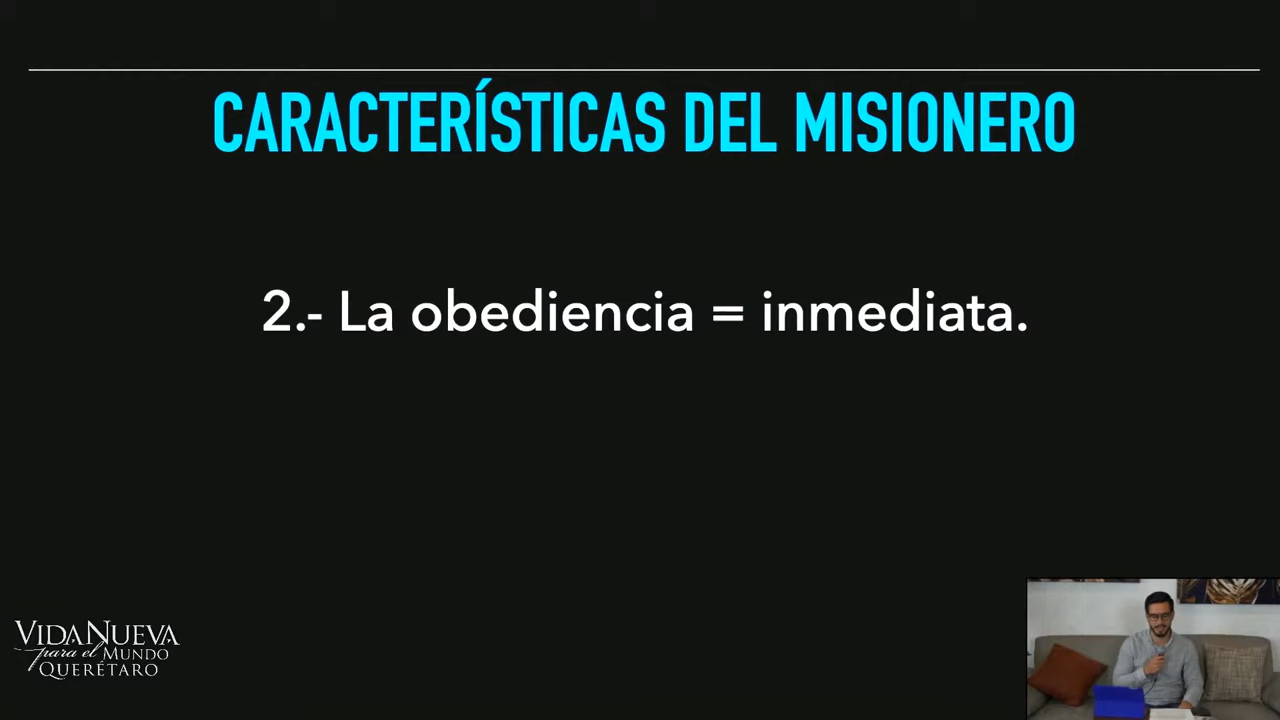 CARACTERÍSTICAS DEL MISIONERO
2.- La obediencia = inmediata.
VIDA NUEVA
para el MUNDO
QUERÉTARO